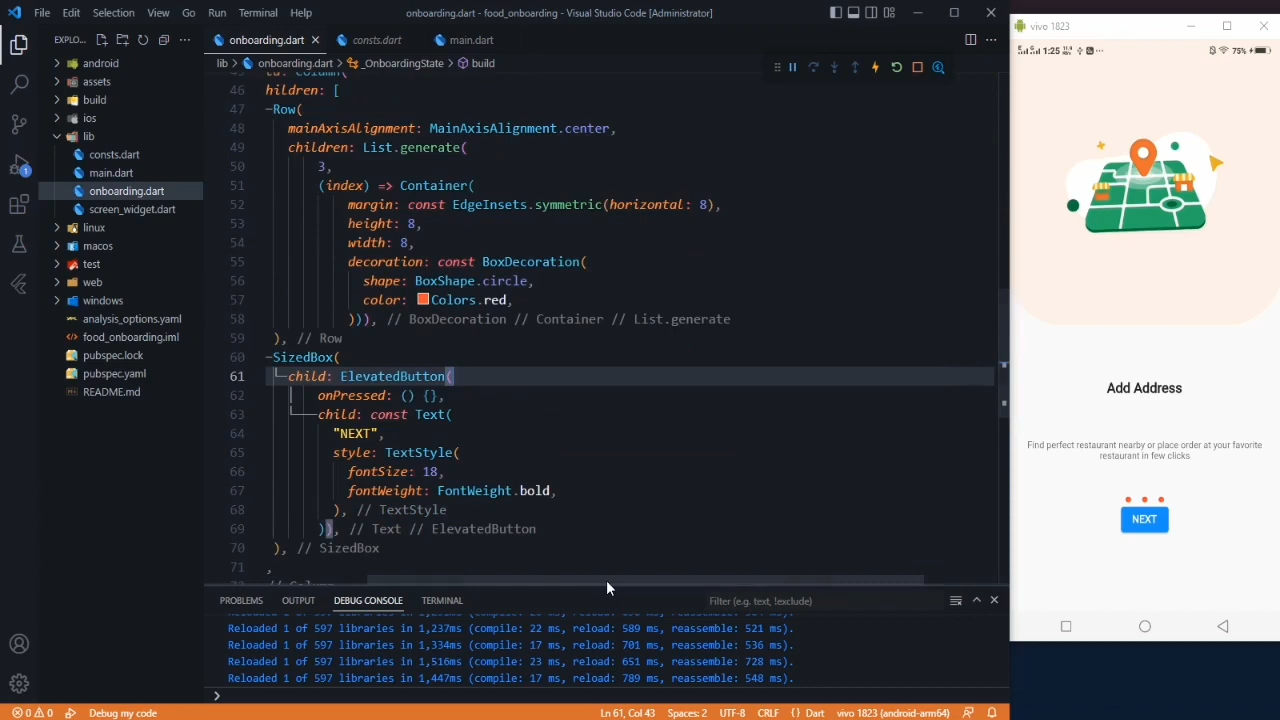 File Edit Selection View Go Run Terminal Help
onboarding.dart - food_onboarding - Visual Studio Code [Administrator]
EXPLO...
onboarding.dart
consts.dart
main.dart
lib > onboarding.dart > _OnboardingState > build
android
assets
build
ios
lib
consts.dart
main.dart
onboarding.dart
screen_widget.dart
linux
macos
test
web
windows
analysis_options.yaml
food_onboarding.iml
pubspec.lock
pubspec.yaml
README.md
1
46 hildren: [
47 Row(
48 mainAxisAlignment: MainAxisAlignment.center,
49 children: List.generate(
50 3,
51 (index) => Container(
52 margin: const EdgeInsets.symmetric(horizontal: 8),
53 height: 8,
54 width: 8,
55 decoration: const BoxDecoration(
56 shape: BoxShape.circle,
57 color: Colors.red,
58 ))), // BoxDecoration // Container // List.generate
59 ), // Row
60 SizedBox(
61 child: ElevatedButton(
62 onPressed: () {},
63 child: const Text(
64 "NEXT",
65 style: TextStyle(
66 fontSize: 18,
67 fontWeight: FontWeight.bold,
68 ), // TextStyle
69 )), // Text // ElevatedButton
70 ), // SizedBox
71 ,
PROBLEMS OUTPUT DEBUG CONSOLE TERMINAL
Filter (e.g. text, !exclude)
Reloaded 1 of 597 libraries in 1,237ms (compile: 22 ms, reload: 589 ms, reassemble: 521 ms).
Reloaded 1 of 597 libraries in 1,334ms (compile: 17 ms, reload: 701 ms, reassemble: 536 ms).
Reloaded 1 of 597 libraries in 1,516ms (compile: 23 ms, reload: 651 ms, reassemble: 728 ms).
Reloaded 1 of 597 libraries in 1,447ms (compile: 17 ms, reload: 789 ms, reassemble: 548 ms).
0 0 Debug my code
Ln 61, Col 43 Spaces: 2 UTF-8 CRLF {} Dart vivo 1823 (android-arm64)
vivo 1823
1:25
75%
Add Address
Find perfect restaurant nearby or place order at your favorite
restaurant in few clicks
NEXT